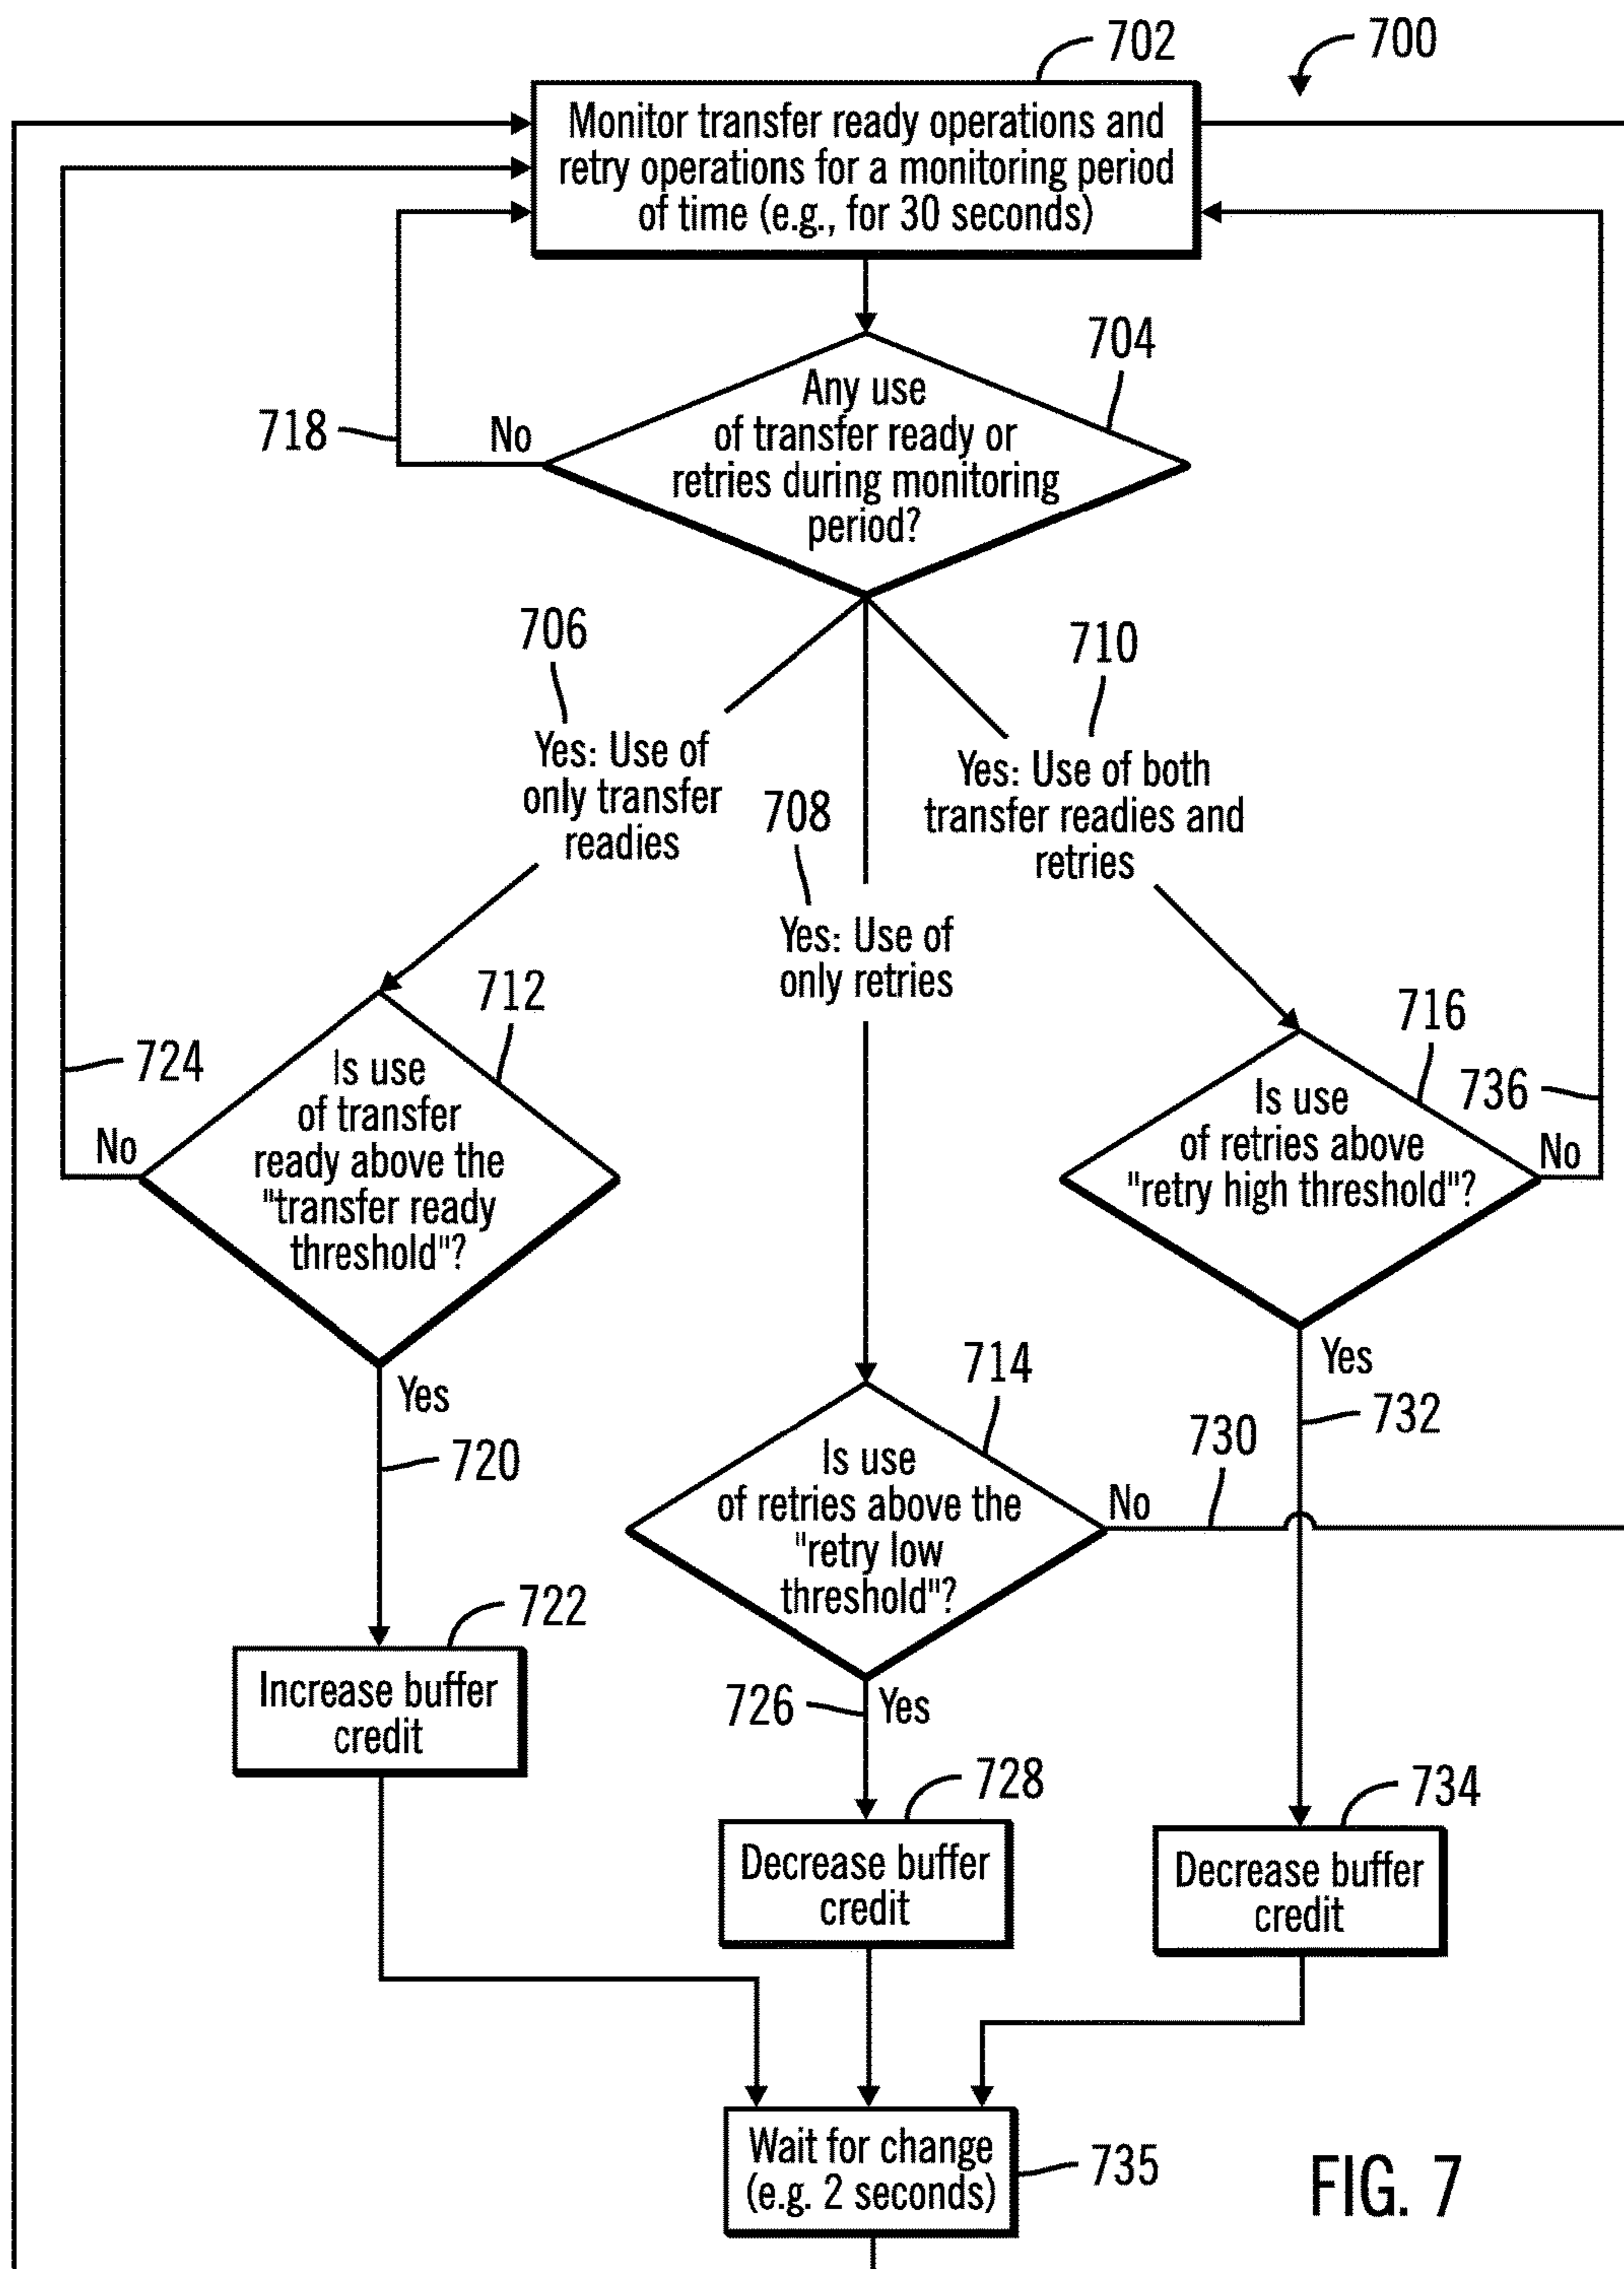 702
700
Monitor transfer ready operations and
retry operations for a monitoring period
of time (e.g., for 30 seconds)
704
Any use
of transfer ready or
retries during monitoring
period?
718
No
706
Yes: Use of
only transfer
readies
708
Yes: Use of
only retries
710
Yes: Use of both
transfer readies and
retries
712
Is use
of transfer
ready above the
"transfer ready
threshold"?
724
No
Yes
720
716
Is use
of retries above
"retry high threshold"?
736
No
Yes
732
714
Is use
of retries above the
"retry low
threshold"?
730
No
726
Yes
722
Increase buffer
credit
728
Decrease buffer
credit
734
Decrease buffer
credit
Wait for change
(e.g. 2 seconds)
735
FIG. 7